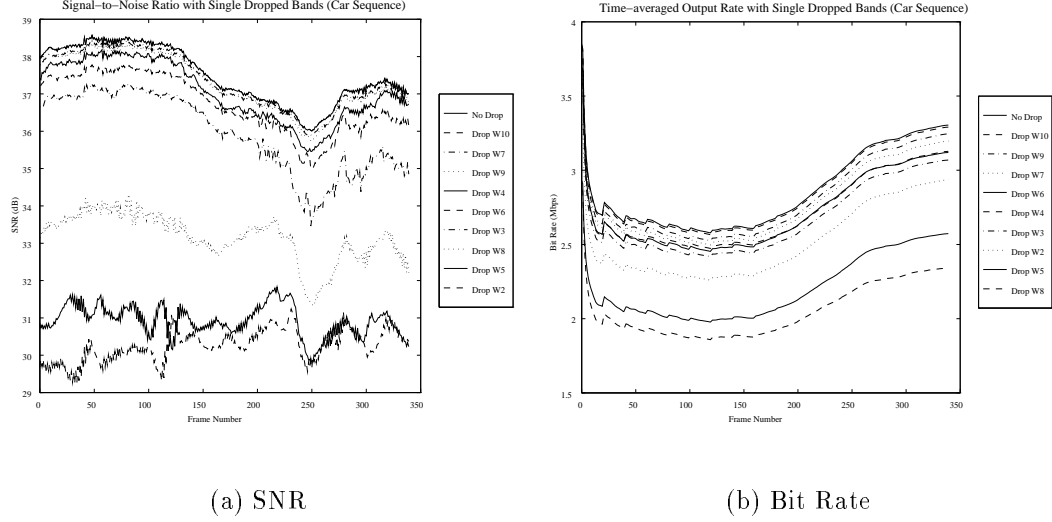 Signal-to-Noise Ratio with Single Dropped Bands (Car Sequence)
39
38
37
36
35
34
33
32
31
30
29
SNR (dB)
0
50
100
150
200
250
300
350
Frame Number
No Drop
Drop W10
Drop W7
Drop W9
Drop W4
Drop W6
Drop W3
Drop W8
Drop W5
Drop W2
(a) SNR
Time-averaged Output Rate with Single Dropped Bands (Car Sequence)
4
3.5
3
2.5
2
1.5
Bit Rate (Mbps)
0
50
100
150
200
250
300
350
Frame Number
No Drop
Drop W10
Drop W9
Drop W7
Drop W6
Drop W4
Drop W3
Drop W2
Drop W5
Drop W8
(b) Bit Rate